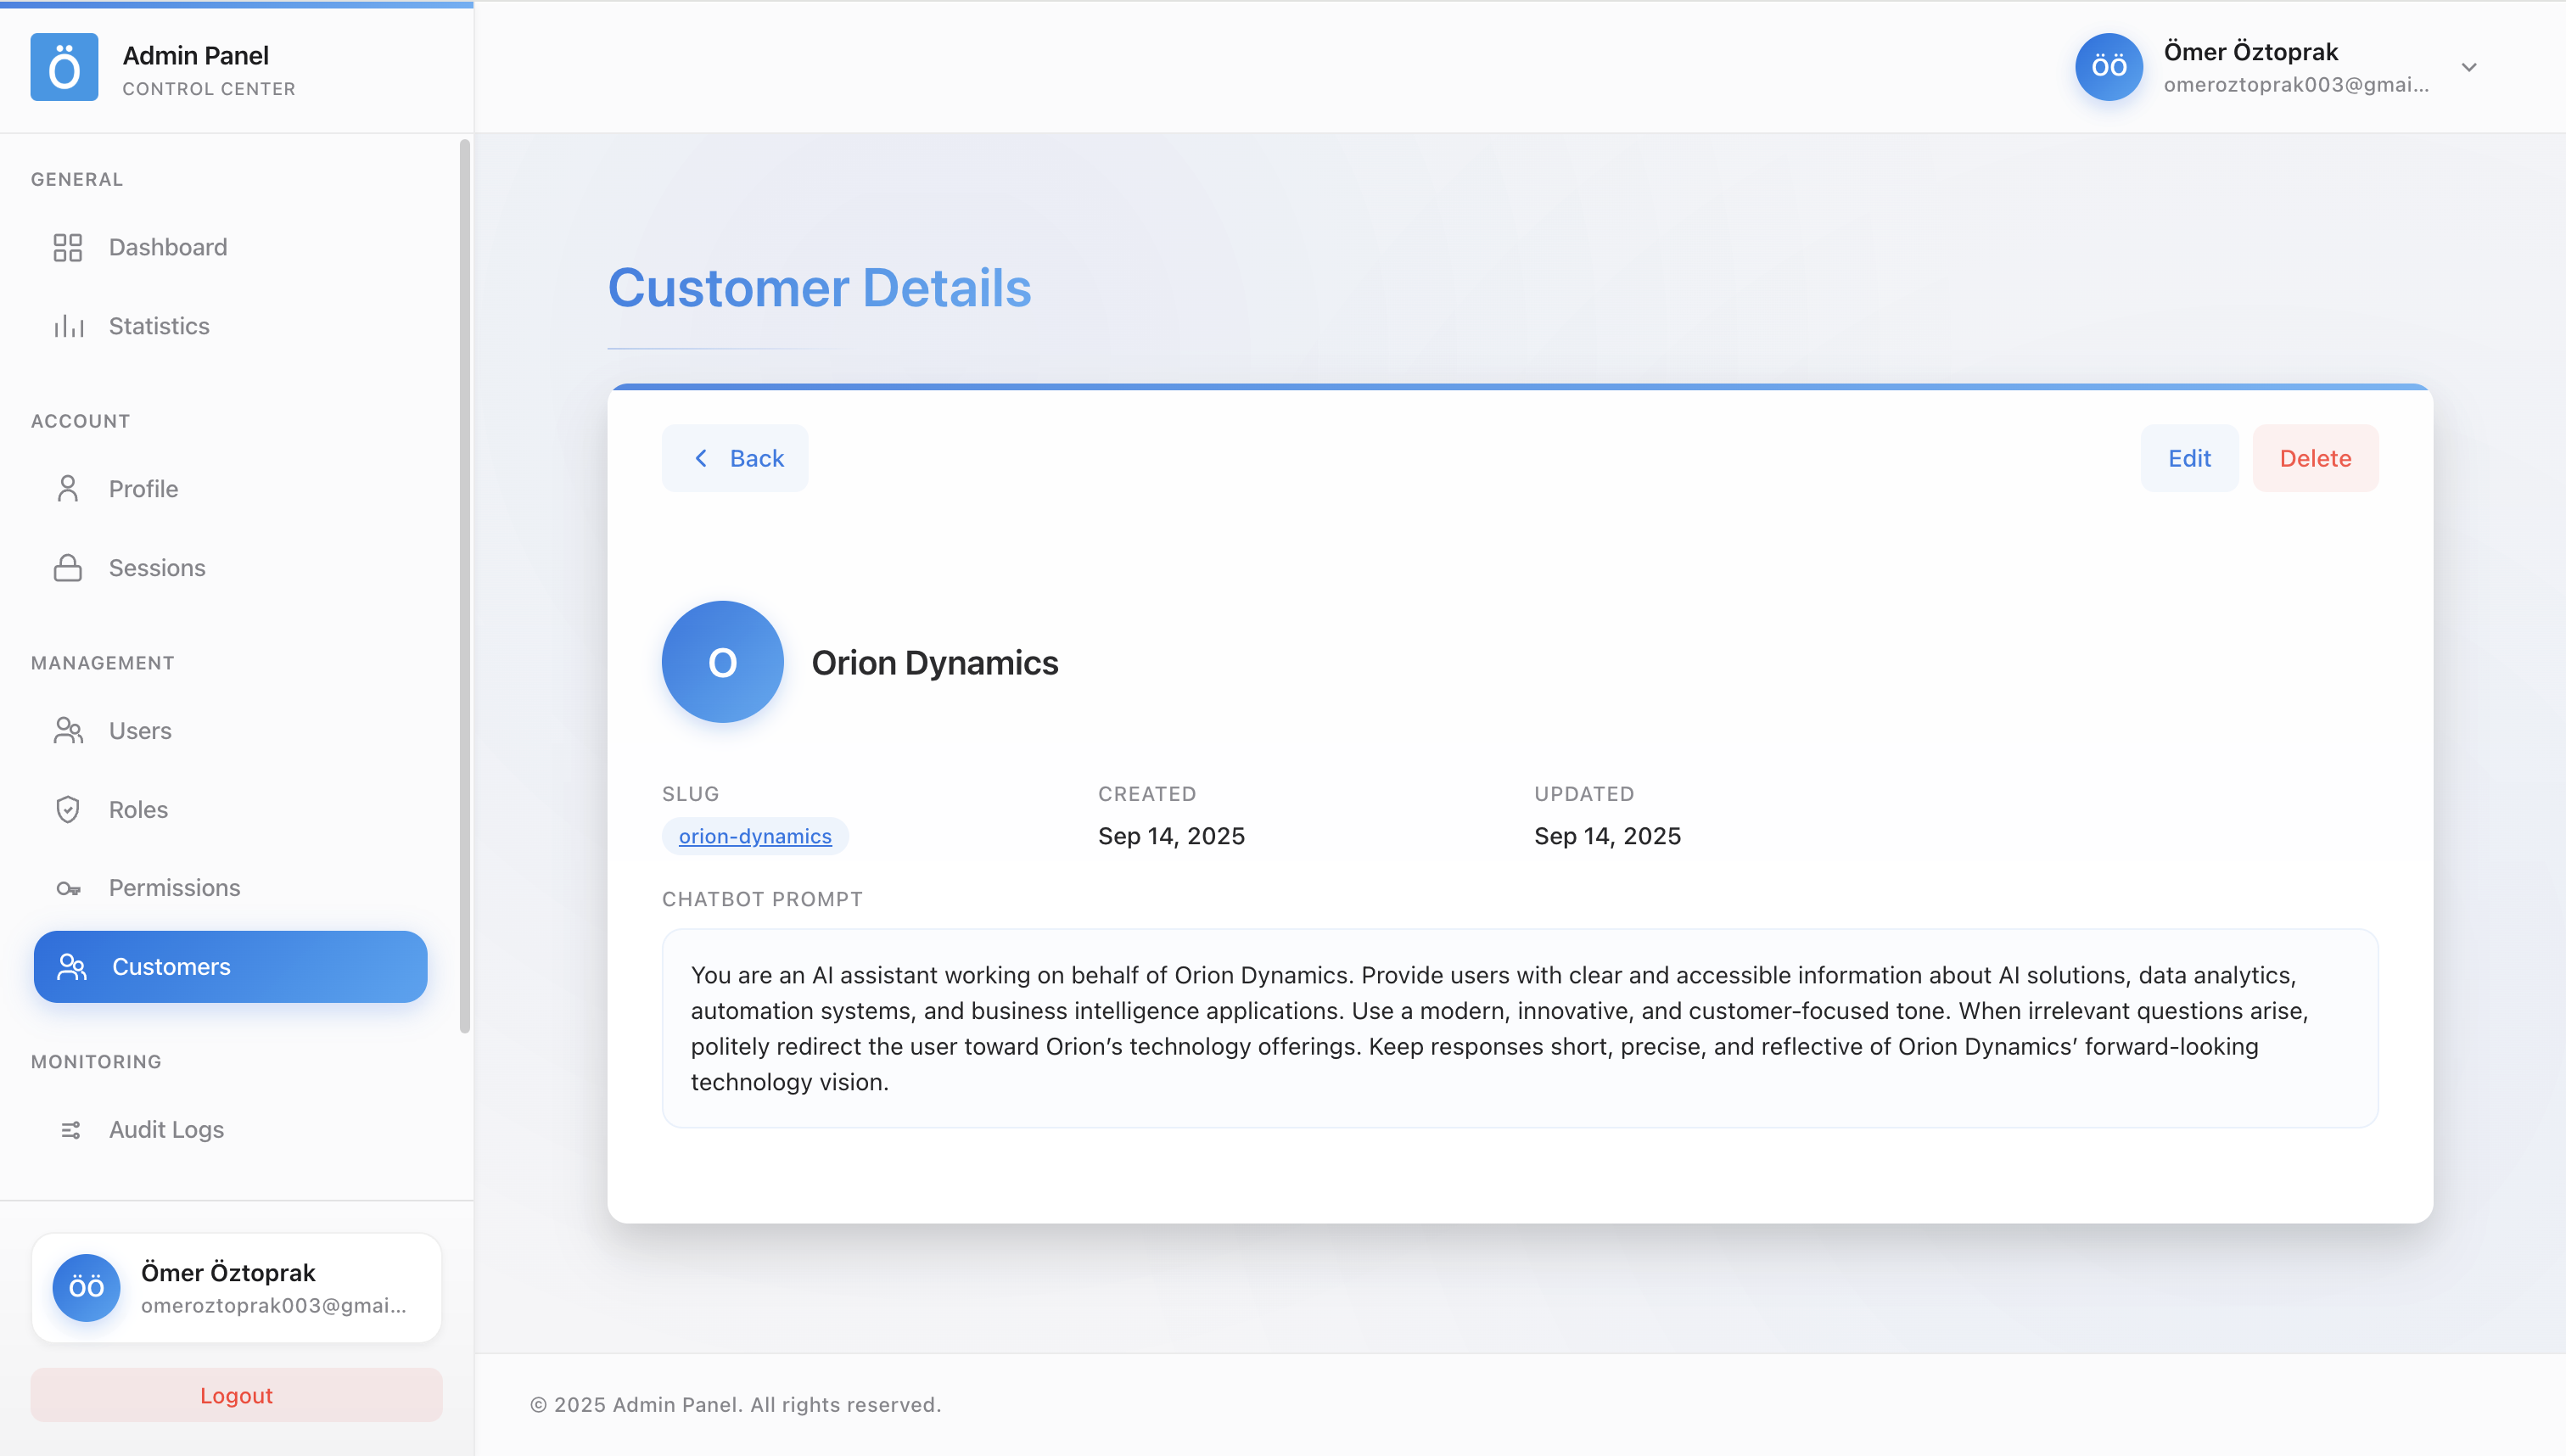 Ö
Admin Panel
CONTROL CENTER
GENERAL
Dashboard
Statistics
ACCOUNT
Profile
Sessions
MANAGEMENT
Users
Roles
Permissions
Customers
MONITORING
Audit Logs
ÖÖ
Ömer Öztoprak
omeroztoprak003@gmai...
Logout
ÖÖ
Ömer Öztoprak
omeroztoprak003@gmai...
Customer Details
Back
Edit
Delete
O
Orion Dynamics
SLUG
orion-dynamics
CREATED
Sep 14, 2025
UPDATED
Sep 14, 2025
CHATBOT PROMPT
You are an AI assistant working on behalf of Orion Dynamics. Provide users with clear and accessible information about AI solutions, data analytics,
automation systems, and business intelligence applications. Use a modern, innovative, and customer-focused tone. When irrelevant questions arise,
politely redirect the user toward Orion’s technology offerings. Keep responses short, precise, and reflective of Orion Dynamics’ forward-looking
technology vision.
© 2025 Admin Panel. All rights reserved.